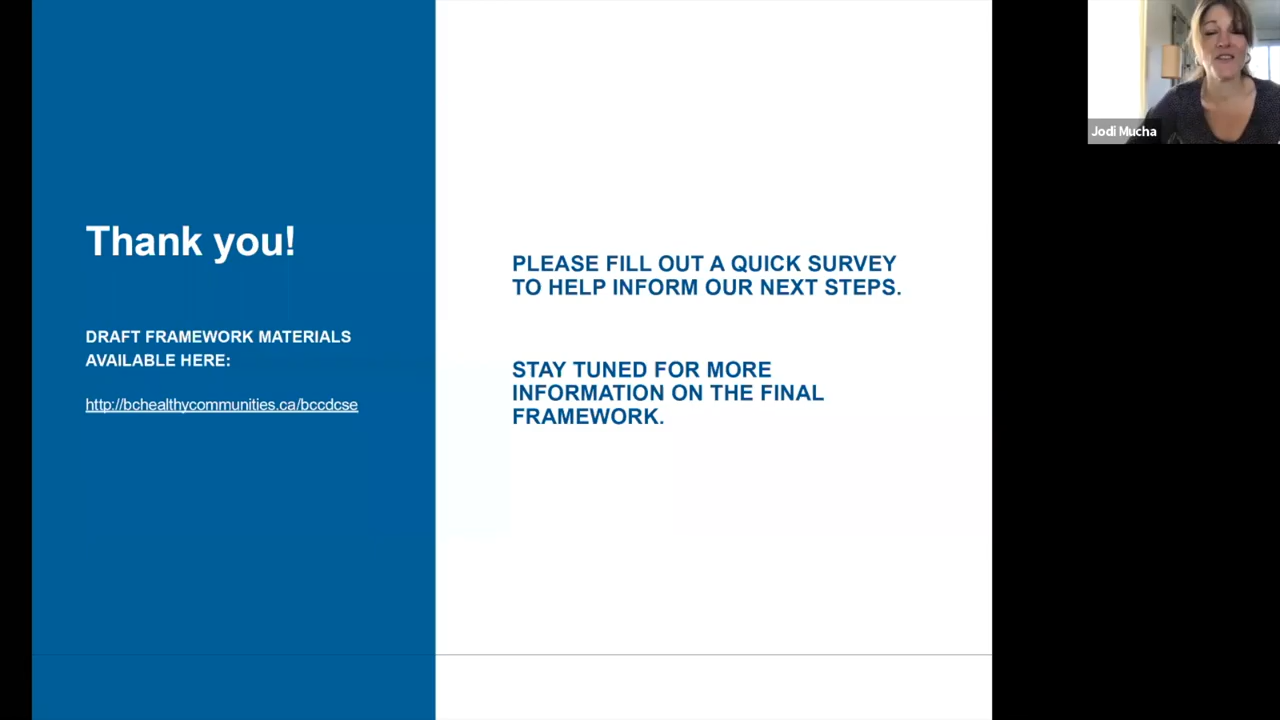 Thank you!
DRAFT FRAMEWORK MATERIALS
AVAILABLE HERE:
http://bchealthycommunities.ca/bccdcse
PLEASE FILL OUT A QUICK SURVEY
TO HELP INFORM OUR NEXT STEPS.
STAY TUNED FOR MORE
INFORMATION ON THE FINAL
FRAMEWORK.
Jodi Mucha